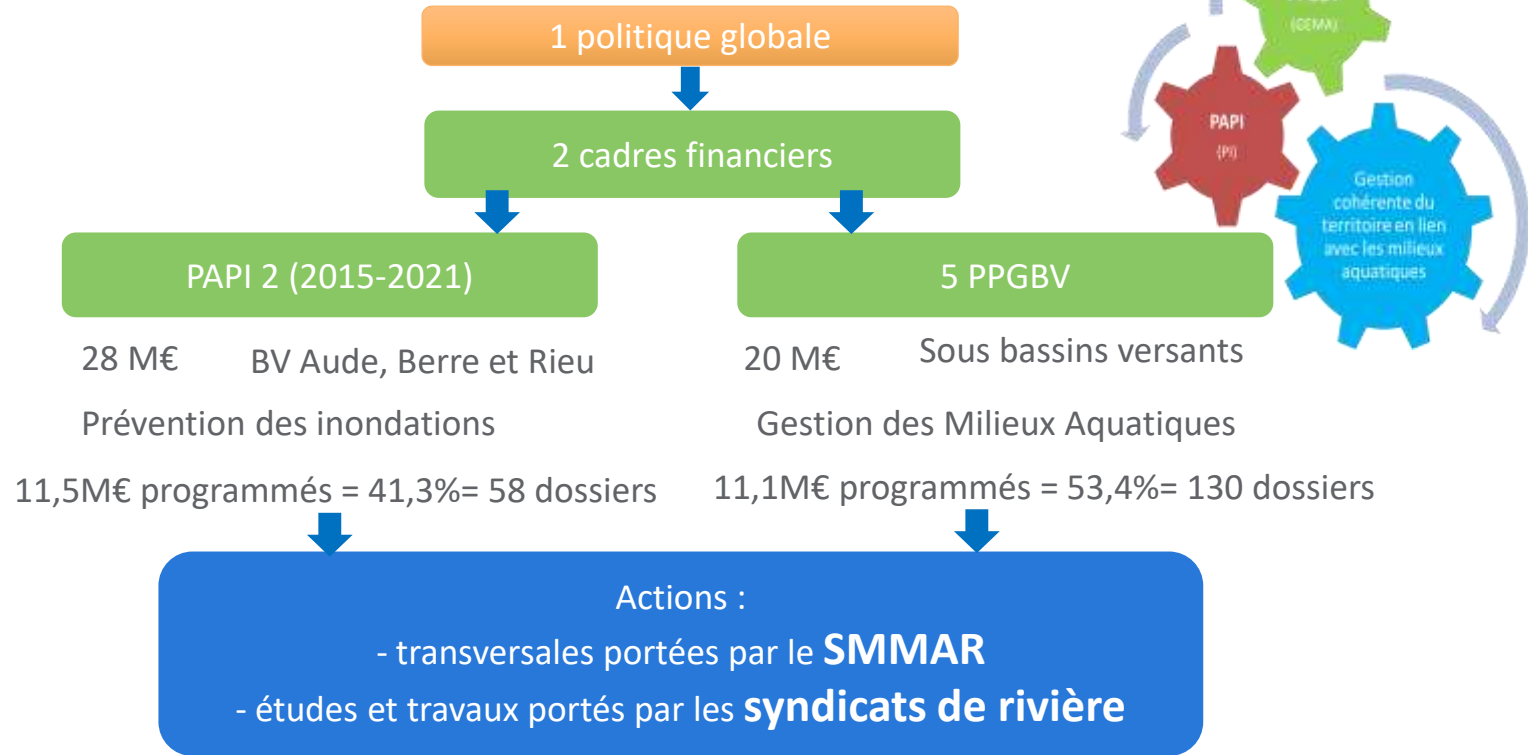 1 politique globale
(GEMA)
2 cadres financiers
PAPI
(PI)
Gestion
cohérente du
territoire en lien
avec les milieux
aquatiques
PAPI 2 (2015-2021)
5 PPGBV
28 M€
BV Aude, Berre et Rieu
20 M€
Sous bassins versants
Prévention des inondations
Gestion des Milieux Aquatiques
11,5M€ programmés = 41,3%= 58 dossiers
11,1M€ programmés = 53,4%= 130 dossiers
Actions :
- transversales portées par le SMMAR
- études et travaux portés par les syndicats de rivière